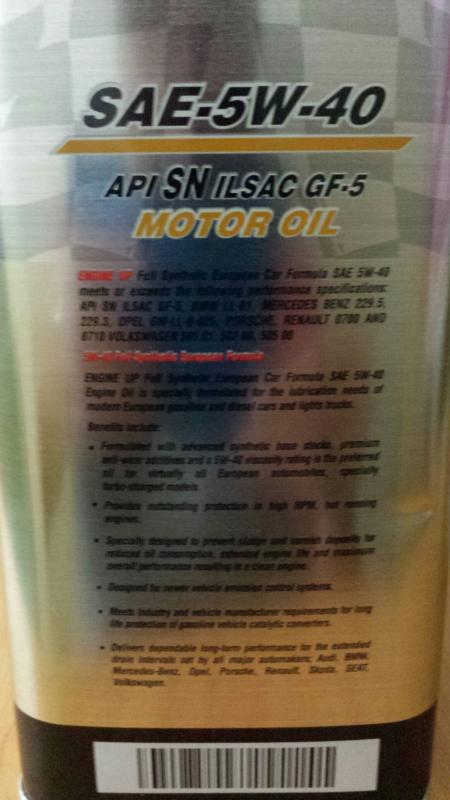 SAE-5W-40
API SN ILSAC GF-5
MOTOR OIL
ENGINE UP Full Synthetic European Car Formula SAE 5W-40
meets or exceeds the following performance specifications:
API SN ILSAC GF-5, BMW LL-01, MERCEDES BENZ 229.5,
229.3, OPEL GM-LL-B-025, PORSCHE, RENAULT 0700 AND
0710 VOLKSWAGEN 501 01, 502 00, 505 00
5W-40 Full Synthetic European Formula
ENGINE UP Full Synthetic European Car Formula SAE 5W-40
Engine Oil is specially formulated for the lubrication needs of
modern European gasoline and diesel cars and lights trucks.
Benefits include:
• Formulated with advanced synthetic base stocks, premium
anti-wear additives and a 5W-40 viscosity rating is the preferred
oil for virtually all European automobiles, specially
turbo-charged models.
• Provides outstanding protection in high RPM, hot running
engines.
• Specially designed to prevent sludge and varnish deposits for
reduced oil consumption, extended engine life and maximum
overall performance resulting in a clean engine.
• Designed for newer vehicle emission control systems.
• Meets industry and vehicle manufacturer requirements for long
life protection of gasoline vehicle catalytic converters.
• Delivers dependable long-term performance for the extended
drain intervals set by all major automakers; Audi, BMW,
Mercedes-Benz, Opel, Porsche, Renault, Skoda, SEAT,
Volkswagen.